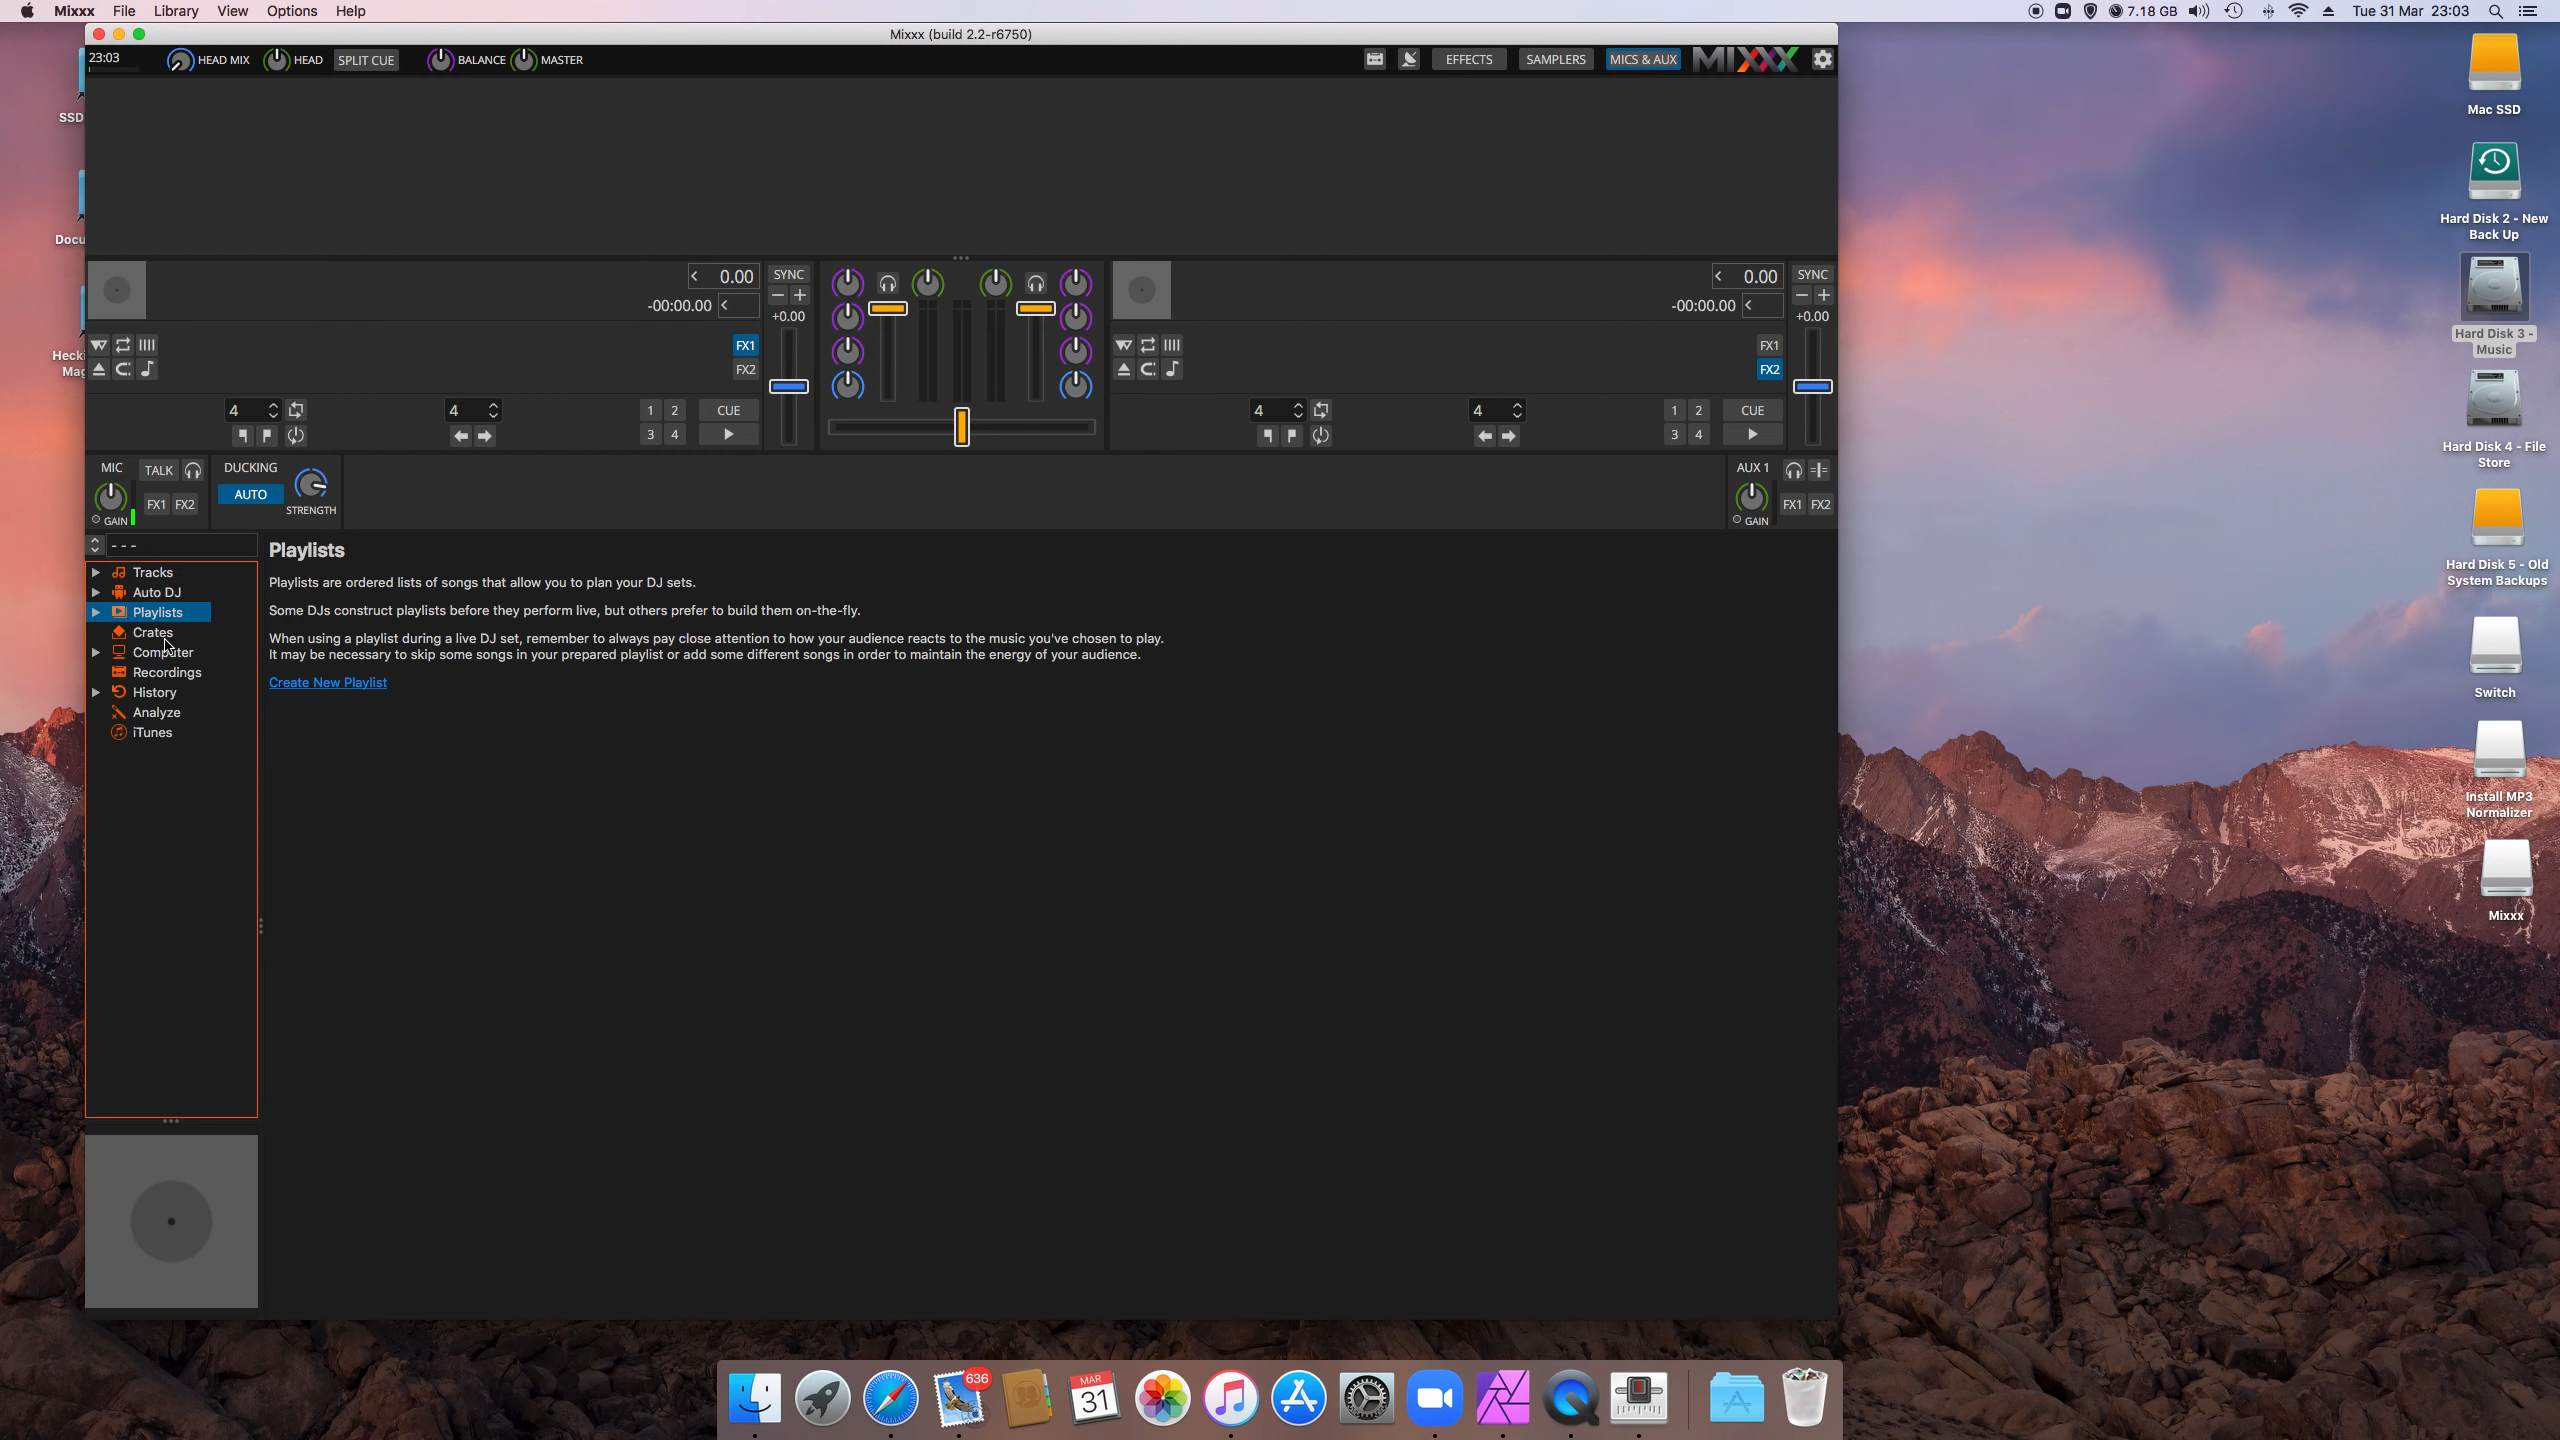 Mixxx File Library View Options Help
7.18 GB Tue 31 Mar 23:03
Mixxx (build 2.2-r6750)
23:03 HEAD MIX HEAD SPLIT CUE BALANCE MASTER EFFECTS SAMPLERS MICS & AUX MIXXX
SSD
Docu
Hecki
Mag
0.00 SYNC
-00:00.00 +0.00
FX1
FX2
4 4 1 2 CUE
3 4
0.00 SYNC
-00:00.00 +0.00
FX1
FX2
4 4 1 2 CUE
3 4
MIC TALK DUCKING
AUTO
FX1 FX2 STRENGTH
GAIN
AUX 1
FX1 FX2
GAIN
---
Tracks
Auto DJ
Playlists
Crates
Computer
Recordings
History
Analyze
iTunes
Playlists
Playlists are ordered lists of songs that allow you to plan your DJ sets.
Some DJs construct playlists before they perform live, but others prefer to build them on-the-fly.
When using a playlist during a live DJ set, remember to always pay close attention to how your audience reacts to the music you've chosen to play.
It may be necessary to skip some songs in your prepared playlist or add some different songs in order to maintain the energy of your audience.
Create New Playlist
Mac SSD
Hard Disk 2 - New
Back Up
Hard Disk 3 -
Music
Hard Disk 4 - File
Store
Hard Disk 5 - Old
System Backups
Switch
Install MP3
Normalizer
Mixxx
636
MAR
31